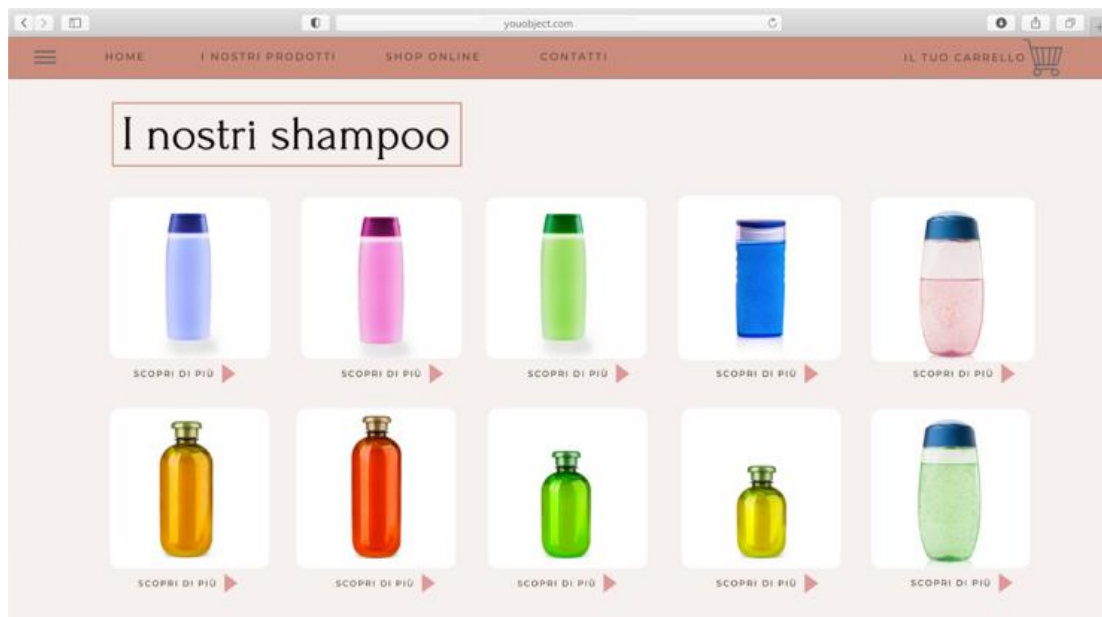 youobject.com
HOME I NOSTRI PRODOTTI SHOP ONLINE CONTATTI IL TUO CARRELLO
I nostri shampoo
SCOPRI DI PIÙ SCOPRI DI PIÙ SCOPRI DI PIÙ SCOPRI DI PIÙ SCOPRI DI PIÙ
SCOPRI DI PIÙ SCOPRI DI PIÙ SCOPRI DI PIÙ SCOPRI DI PIÙ SCOPRI DI PIÙ